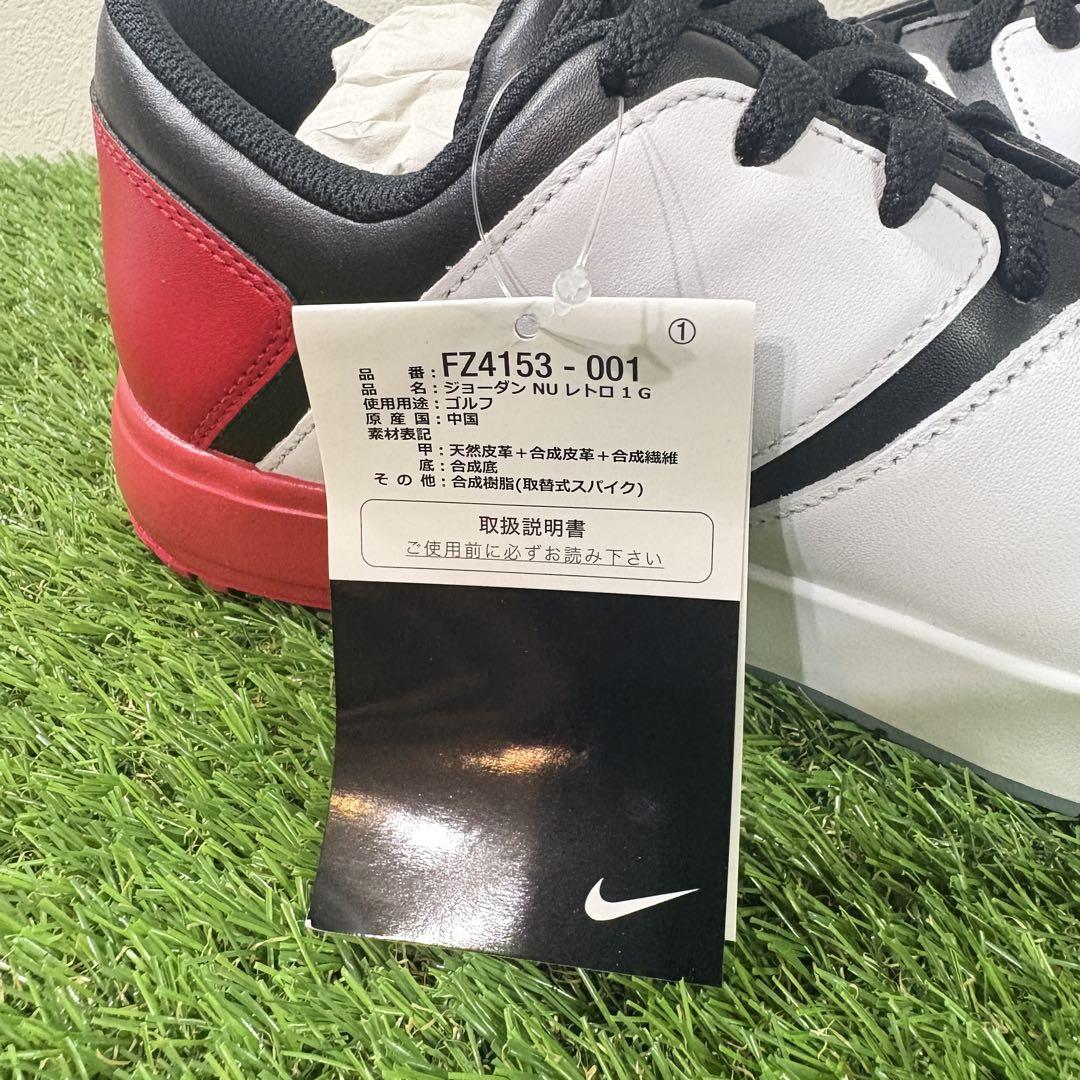 ①
品 番：FZ4153 - 001
品 名：ジョーダン NU レトロ 1 G
使用用途：ゴルフ
原 産 国：中国
素材表記
甲：天然皮革＋合成皮革＋合成繊維
底：合成底
そ の 他：合成樹脂(取替式スパイク)
取扱説明書
ご使用前に必ずお読み下さい